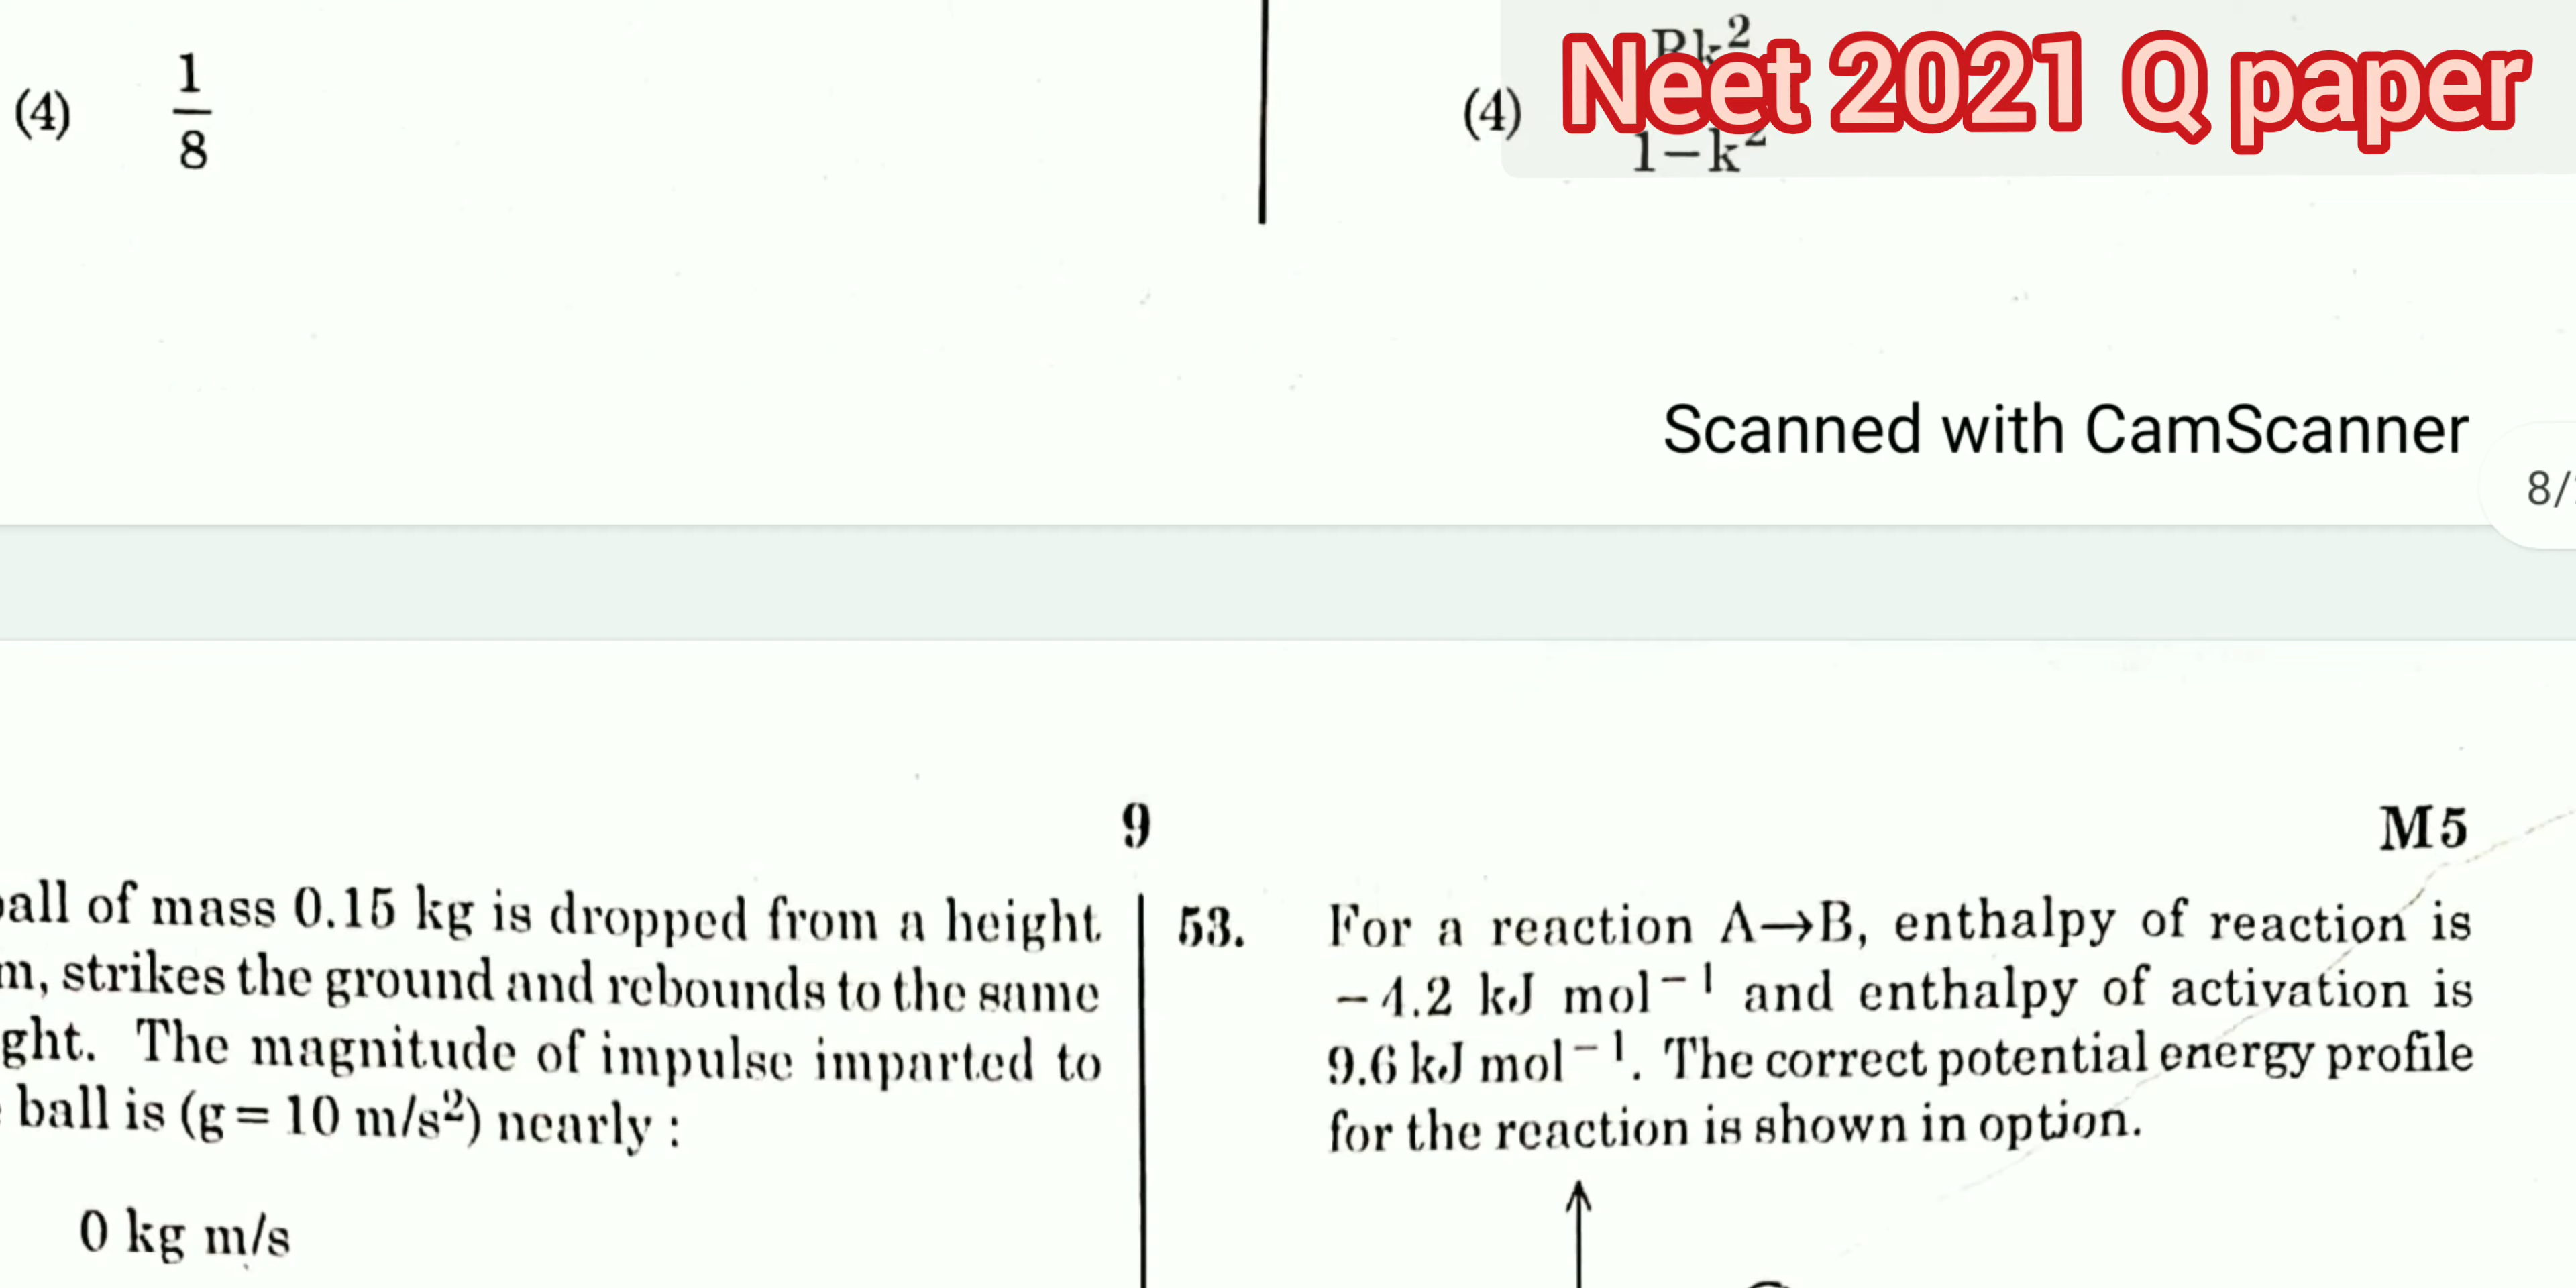 (4) 1
8
(4) Rk2
Neet 2021 Q paper
1−k2
Scanned with CamScanner
8/
9
M5
all of mass 0.15 kg is dropped from a height
m, strikes the ground and rebounds to the same
ght. The magnitude of impulse imparted to
ball is (g = 10 m/s²) nearly :
0 kg m/s
53. For a reaction A→B, enthalpy of reaction is
−4.2 kJ mol⁻¹ and enthalpy of activation is
9.6 kJ mol⁻¹. The correct potential energy profile
for the reaction is shown in option.